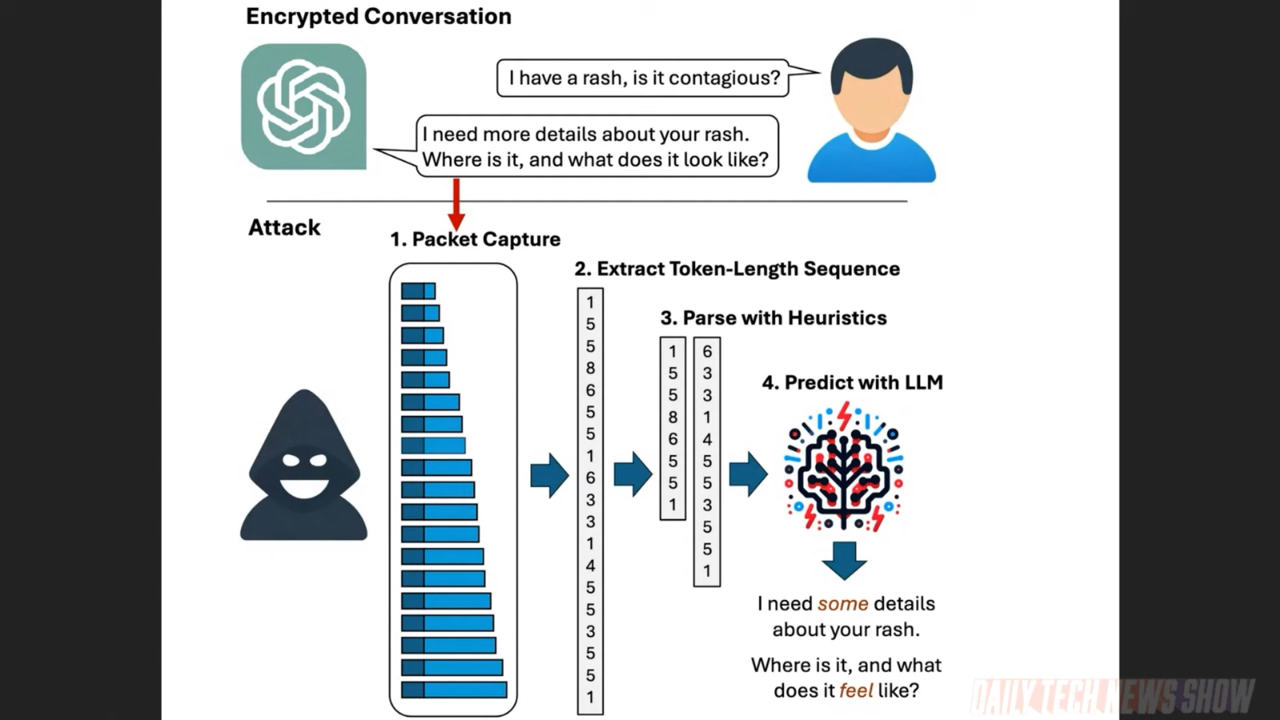 Encrypted Conversation
I have a rash, is it contagious?
I need more details about your rash.
Where is it, and what does it look like?
Attack
1. Packet Capture
2. Extract Token-Length Sequence
1
5
5
8
6
5
5
1
6
3
3
1
4
5
5
3
5
5
1
3. Parse with Heuristics
1
5
5
8
6
5
5
1
6
3
3
1
4
5
5
3
5
5
1
4. Predict with LLM
I need some details
about your rash.
Where is it, and what
does it feel like?
DAILY TECH NEWS SHOW